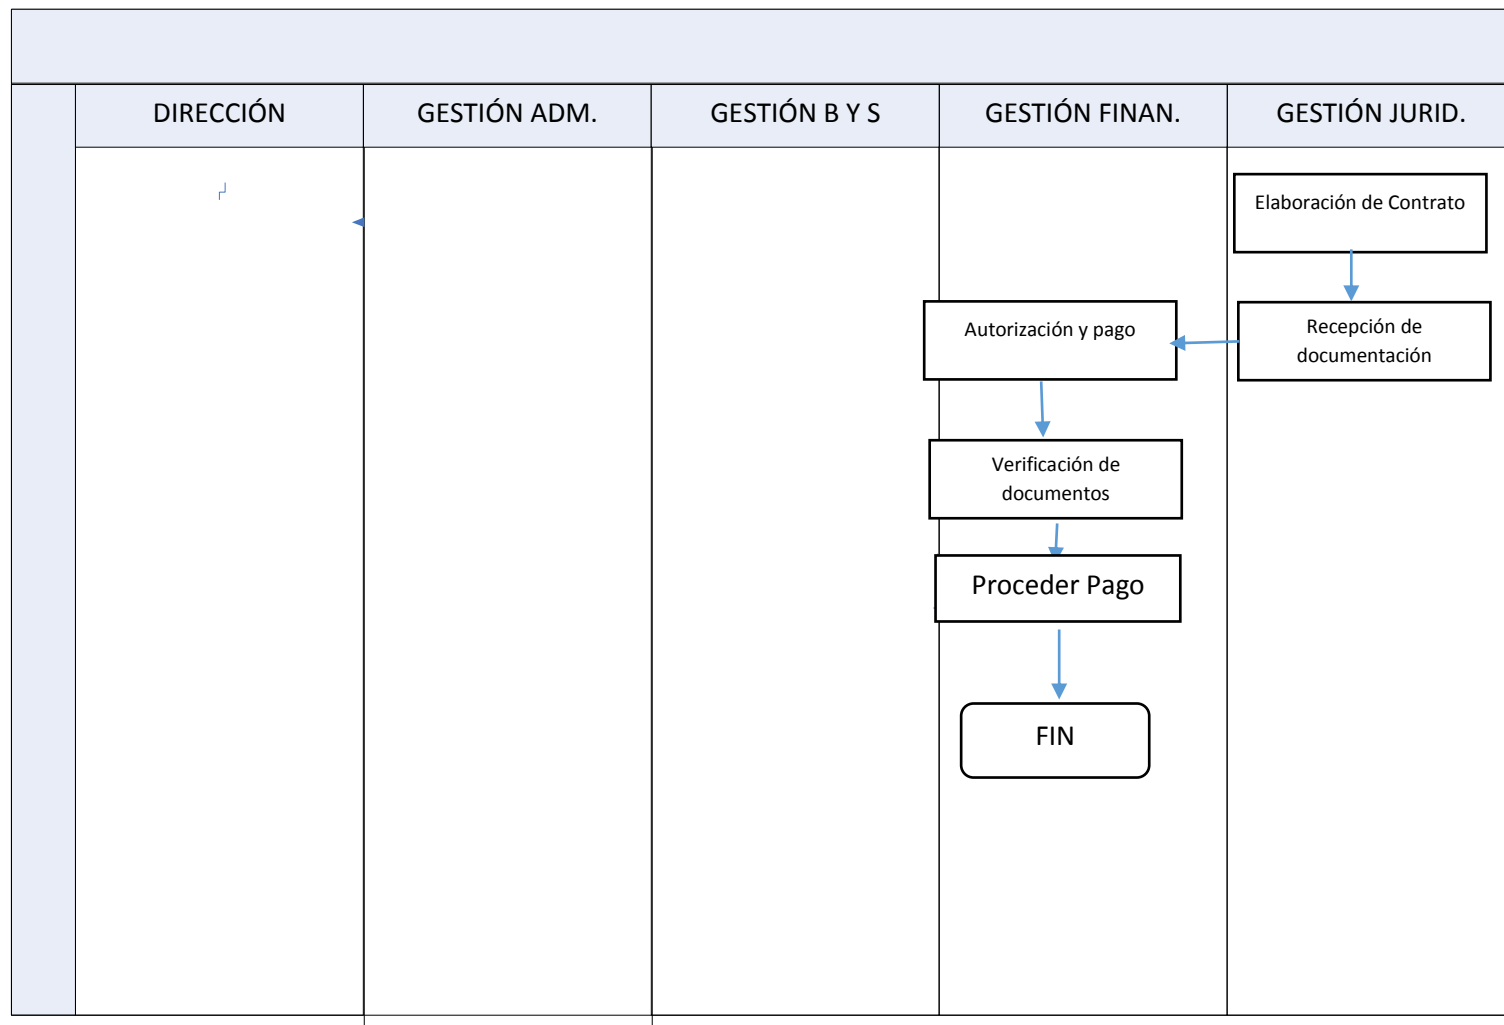 DIRECCIÓN
GESTIÓN ADM.
GESTIÓN B Y S
GESTIÓN FINAN.
GESTIÓN JURID.
Elaboración de Contrato
Autorización y pago
Recepción de
documentación
Verificación de
documentos
Proceder Pago
FIN